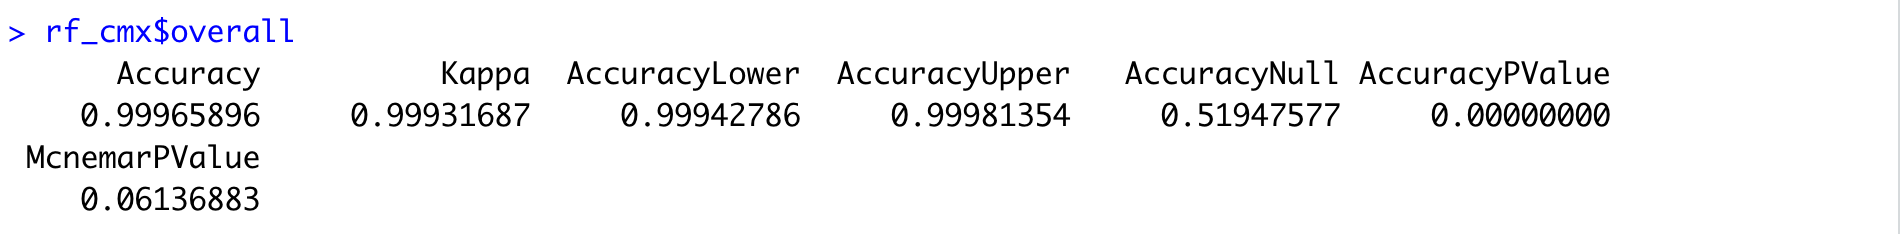 > rf_cmx$overall
Accuracy Kappa AccuracyLower AccuracyUpper AccuracyNull AccuracyPValue
0.99965896 0.99931687 0.99942786 0.99981354 0.51947577 0.00000000
McnemarPValue
0.06136883